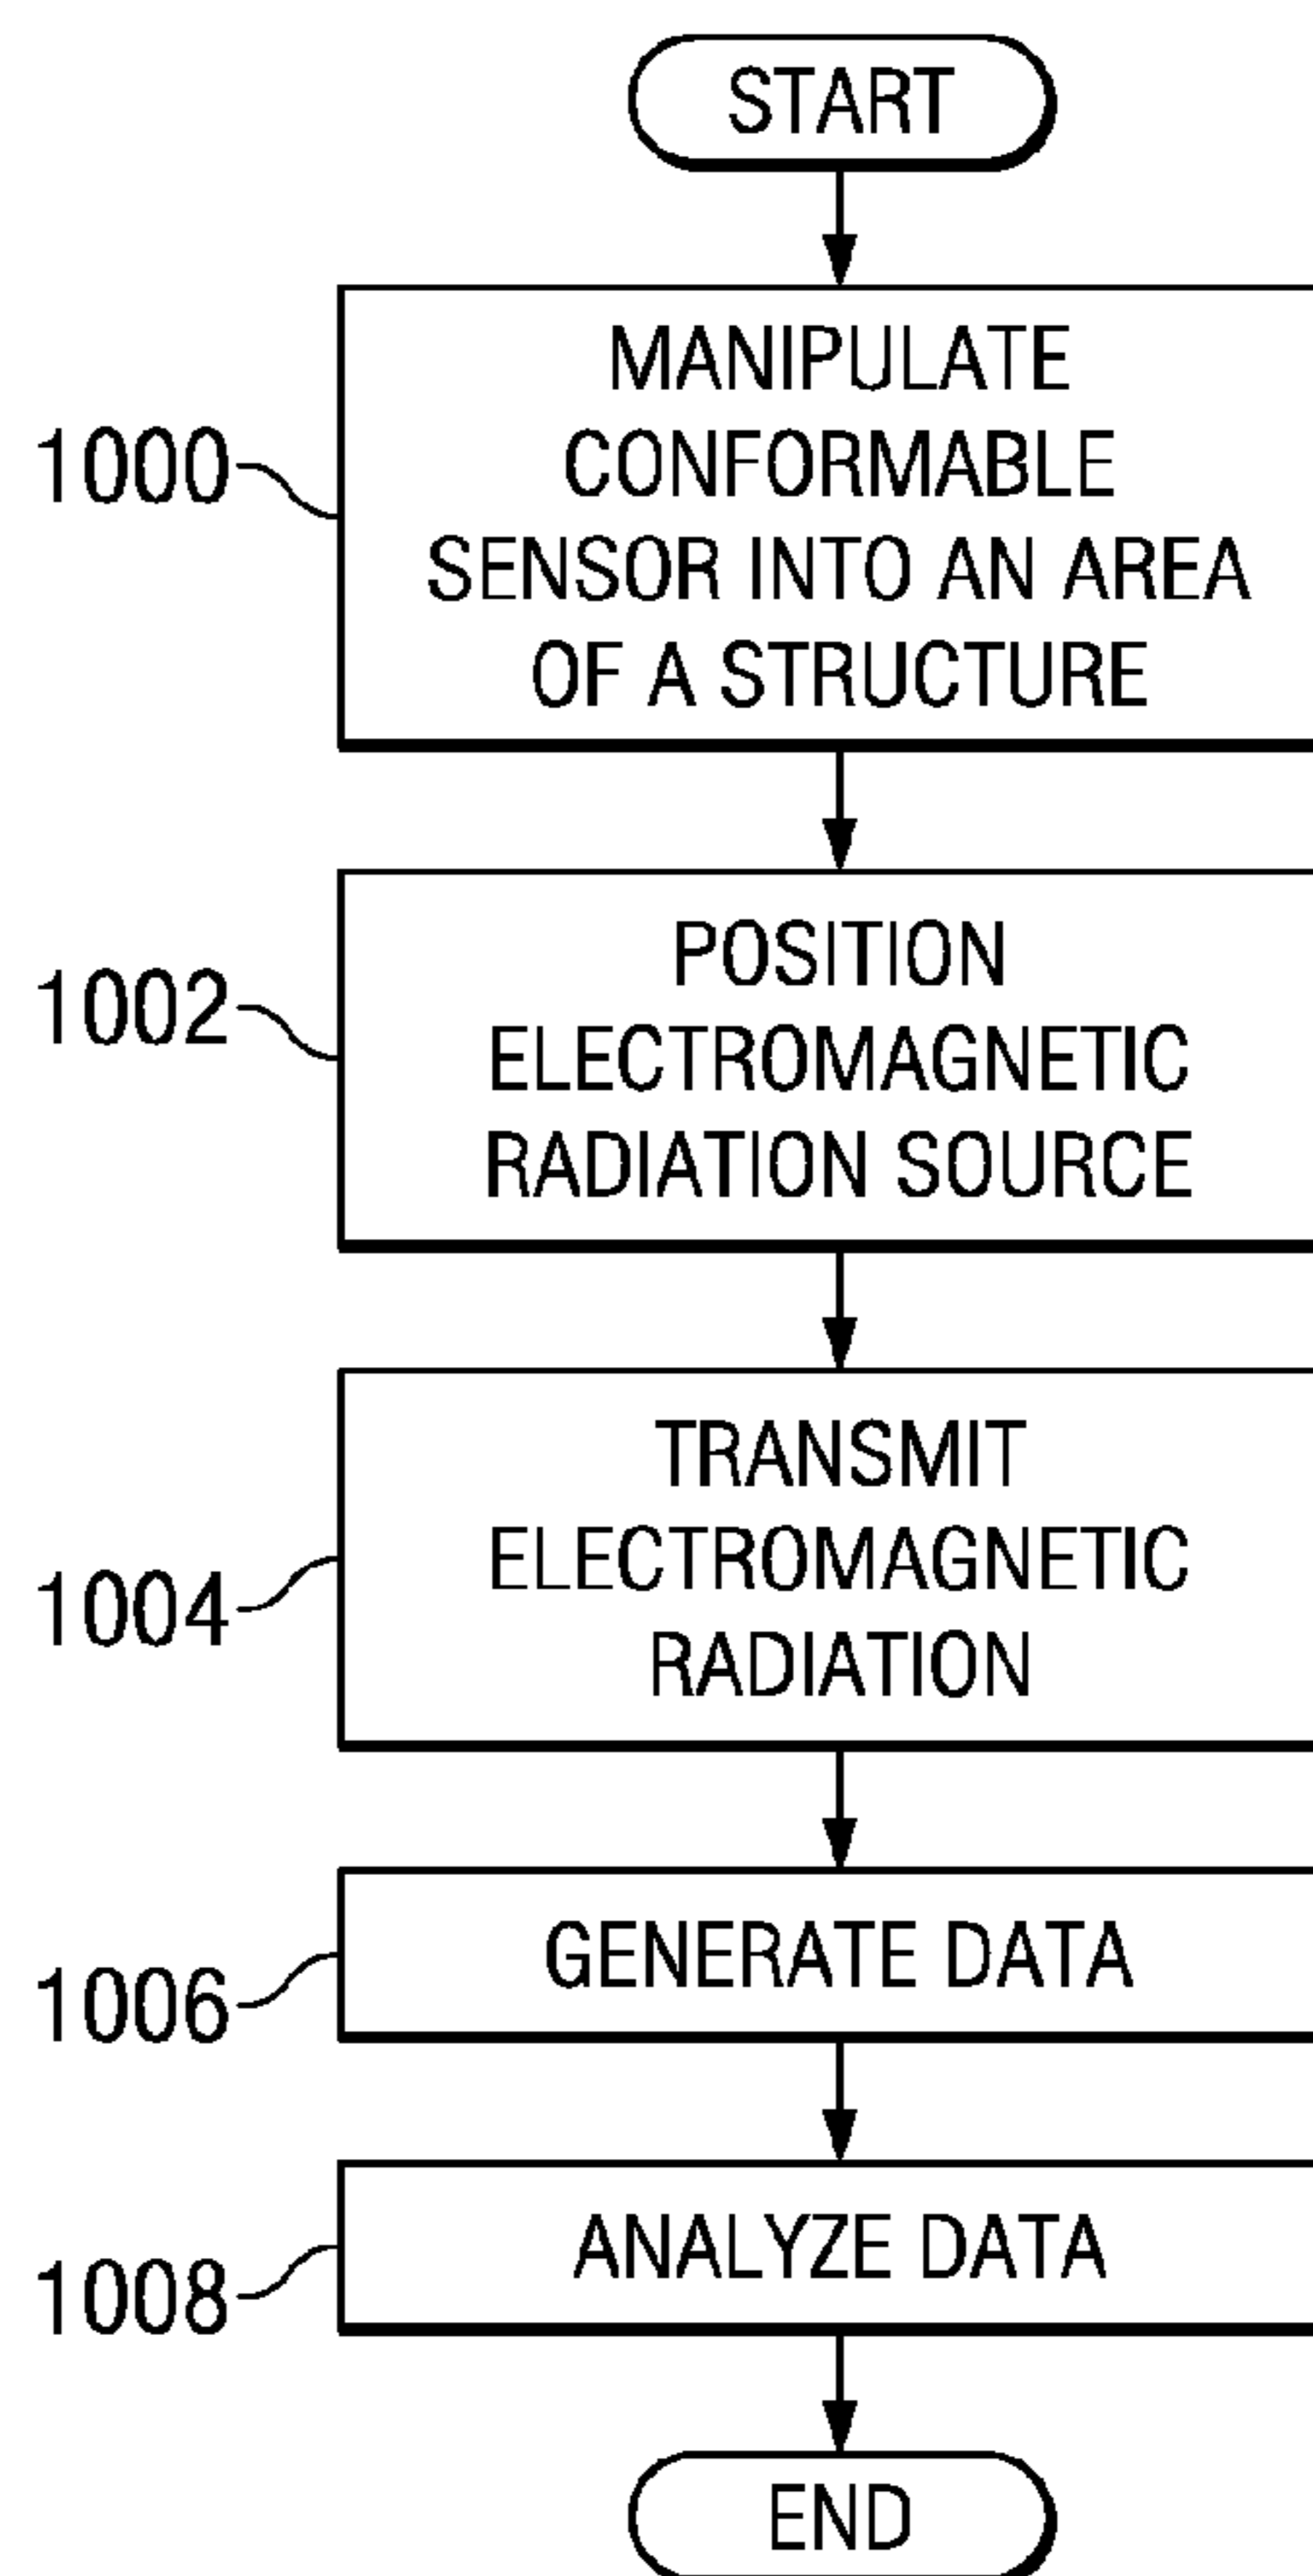 START
1000
MANIPULATE
CONFORMABLE
SENSOR INTO AN AREA
OF A STRUCTURE
1002
POSITION
ELECTROMAGNETIC
RADIATION SOURCE
1004
TRANSMIT
ELECTROMAGNETIC
RADIATION
1006
GENERATE DATA
1008
ANALYZE DATA
END